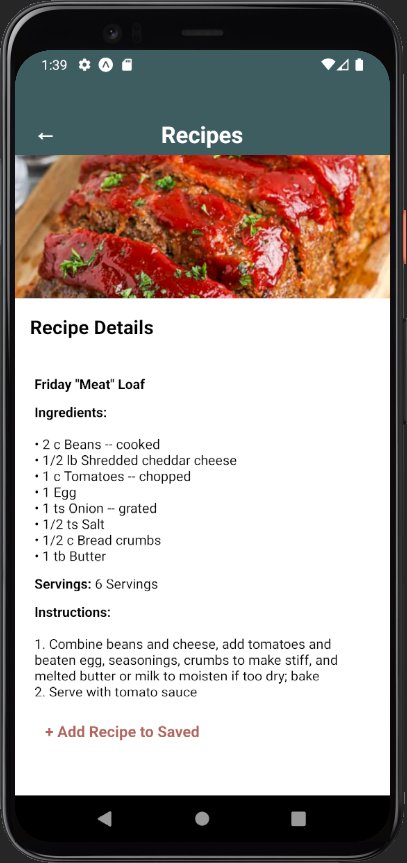 1:39
←  Recipes
Recipe Details
Friday "Meat" Loaf
Ingredients:
• 2 c Beans -- cooked
• 1/2 lb Shredded cheddar cheese
• 1 c Tomatoes -- chopped
• 1 Egg
• 1 ts Onion -- grated
• 1/2 ts Salt
• 1/2 c Bread crumbs
• 1 tb Butter
Servings: 6 Servings
Instructions:
1. Combine beans and cheese, add tomatoes and
beaten egg, seasonings, crumbs to make stiff, and
melted butter or milk to moisten if too dry; bake
2. Serve with tomato sauce
+ Add Recipe to Saved